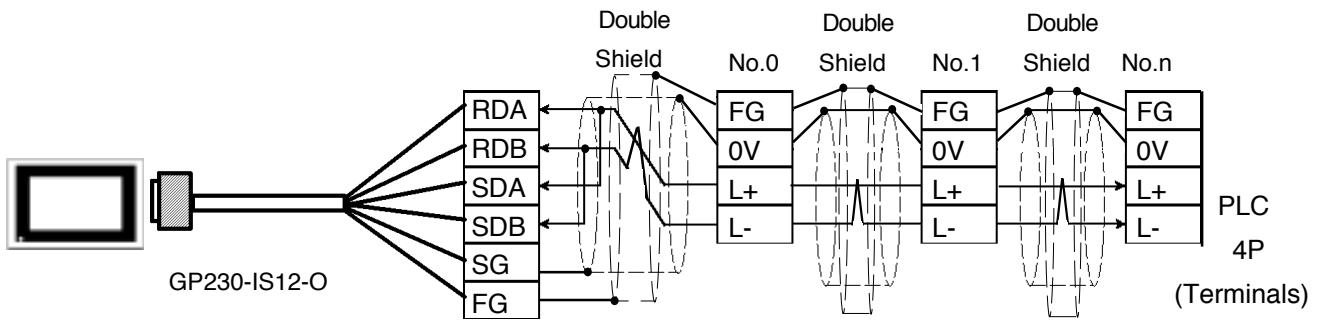 Double
Shield
No.0
Double
Shield
No.1
Double
Shield
No.n
RDA
RDB
SDA
SDB
SG
FG
FG
0V
L+
L-
FG
0V
L+
L-
FG
0V
L+
L-
PLC
4P
(Terminals)
GP230-IS12-O